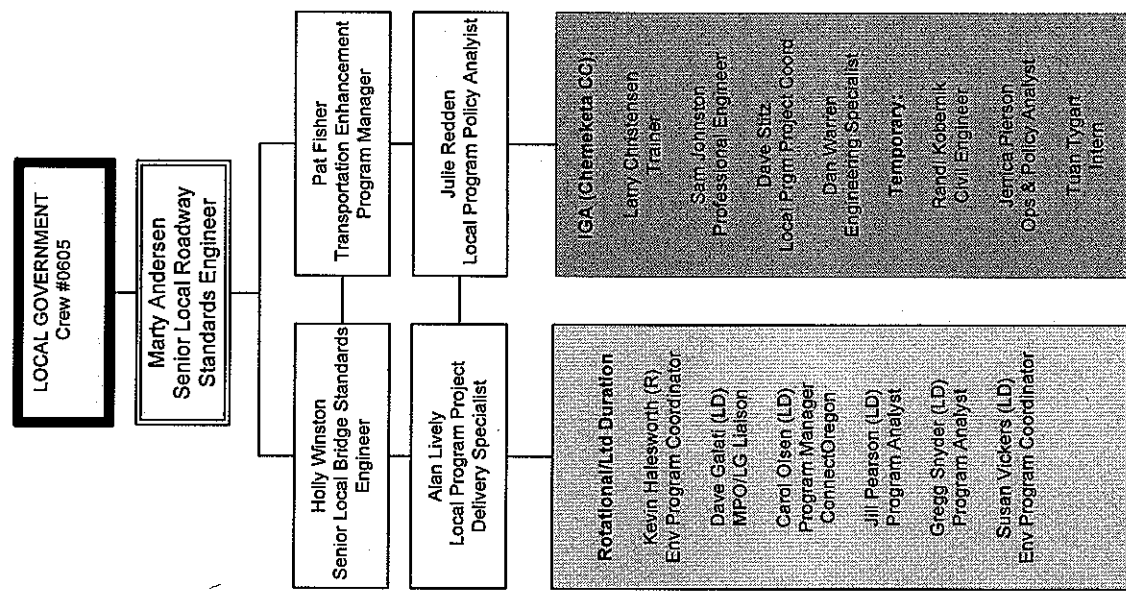 LOCAL GOVERNMENT
Crew #0605
Marty Andersen
Senior Local Roadway
Standards Engineer
Holly Winston
Senior Local Bridge Standards
Engineer
Pat Fisher
Transportation Enhancement
Program Manager
Alan Lively
Local Program Project
Delivery Specialist
Julie Redden
Local Program Policy Analyist
Rotational/Ltd Duration
Kevin Halesworth (R)
Env Program Coordinator
Dave Galati (LD)
MPO/LG Liaison
Carol Olsen (LD)
Program Manager
ConnectOregon
Jill Pearson (LD)
Program Analyst
Gregg Snyder (LD)
Program Analyst
Susan Vickers (LD)
Env Program Coordinator
IGA (Chemeketa CC):
Larry Christensen
Trainer
Sam Johnston
Professional Engineer
Dave Stitz
Local Prgm Project Coord
Dan Warren
Engineering Specialist
Temporary:
Randi Kobernik
Civil Engineer
Jemica Person
Ops & Policy Analyst
Tuan Tygart
Intern